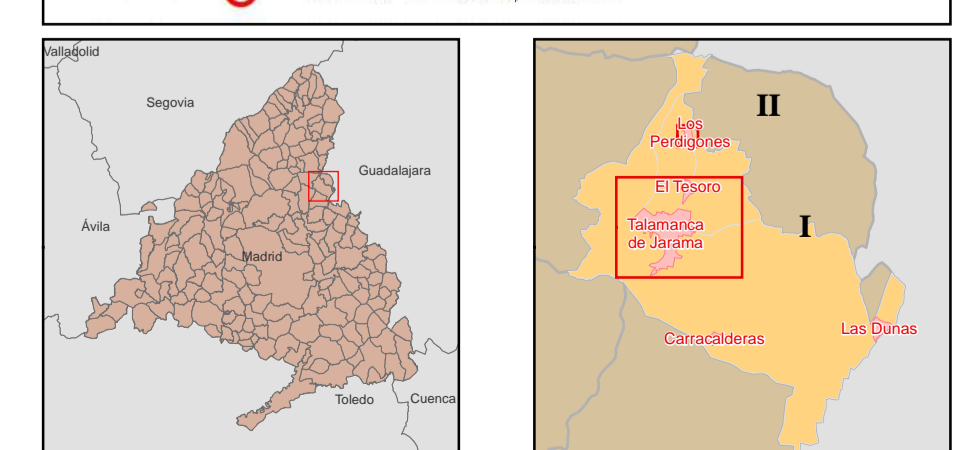 Valladolid
Segovia
Guadalajara
Ávila
Madrid
Toledo
Cuenca
II
Los
Perdigones
El Tesoro
Talamanca
de Jarama
I
Las Dunas
Carracalderas